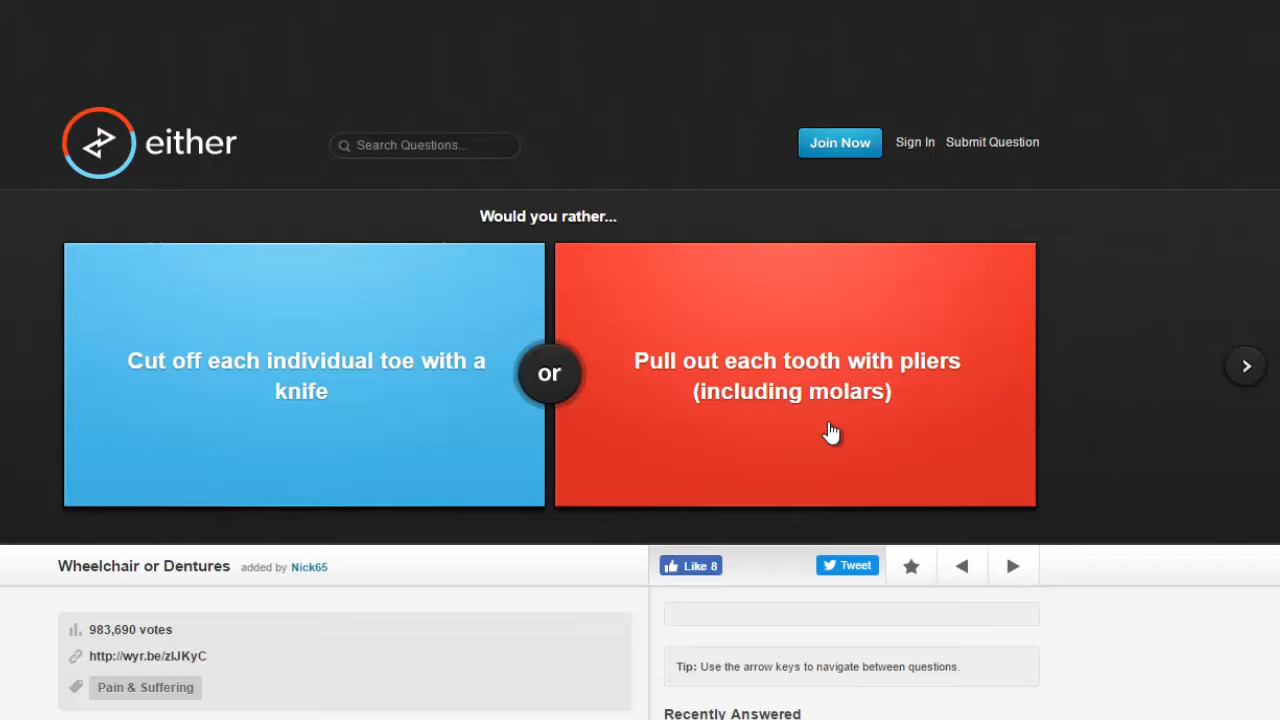 either
Search Questions...
Join Now
Sign In
Submit Question
Would you rather...
Cut off each individual toe with a
knife
or
Pull out each tooth with pliers
(including molars)
Wheelchair or Dentures added by Nick65
Like 8
Tweet
983,690 votes
http://wyr.be/zlJKyC
Pain & Suffering
Tip: Use the arrow keys to navigate between questions.
Recently Answered